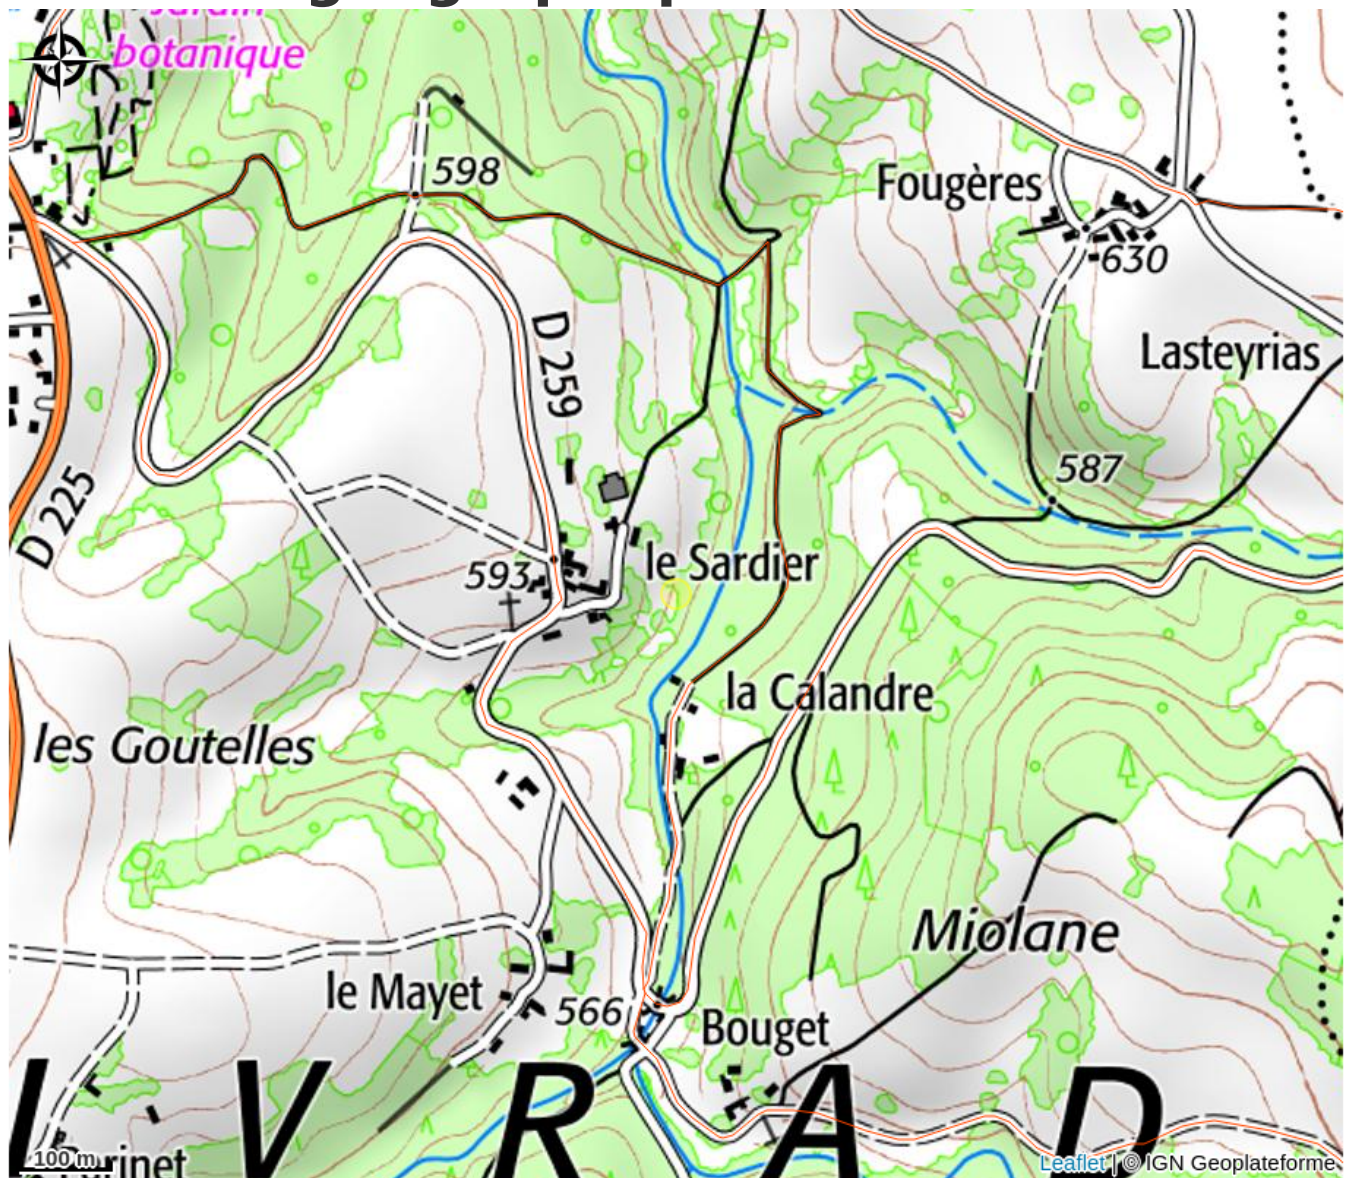 botanique
598
Fougères
630
D 259
Lasteyrias
587
D 225
le Sardier
593
la Calandre
les Goutelles
Miolane
le Mayet
566
Bouget
V R A D
100 m
Leaflet | © IGN Geoplateforme